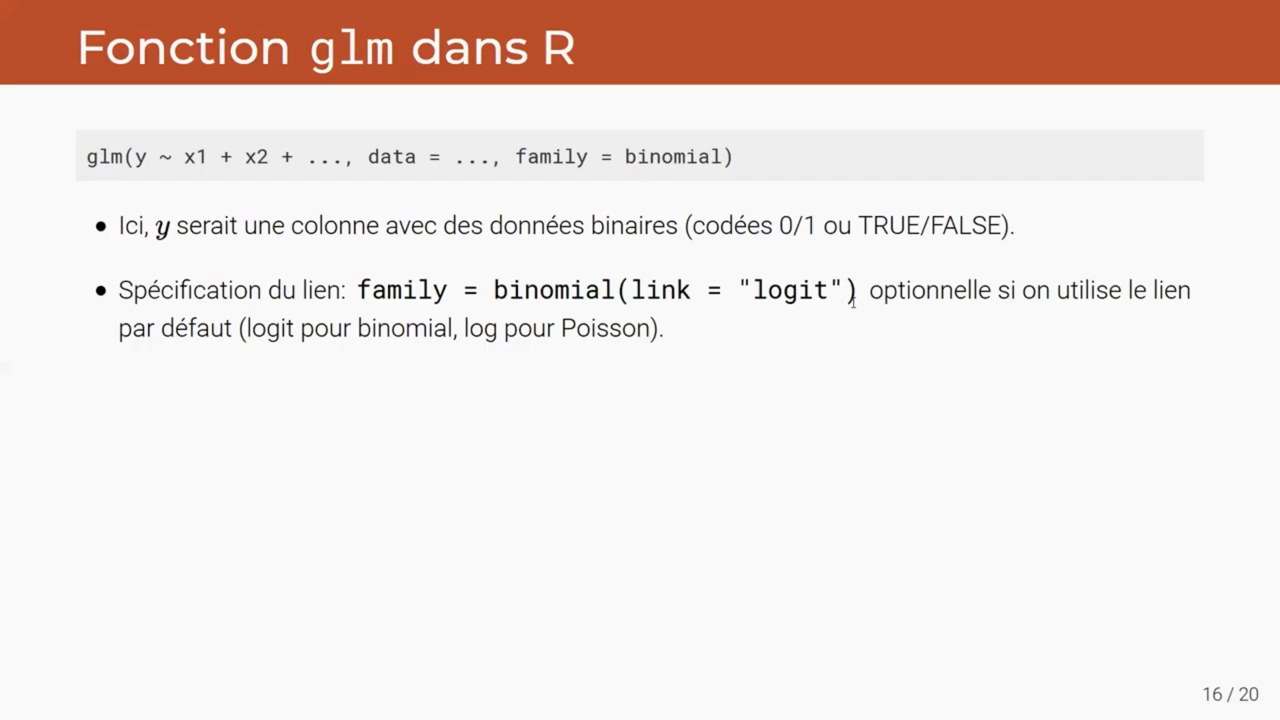 Fonction glm dans R
glm(y ~ x1 + x2 + ..., data = ..., family = binomial)
• Ici, y serait une colonne avec des données binaires (codées 0/1 ou TRUE/FALSE).
• Spécification du lien: family = binomial(link = "logit") optionnelle si on utilise le lien
par défaut (logit pour binomial, log pour Poisson).
16 / 20